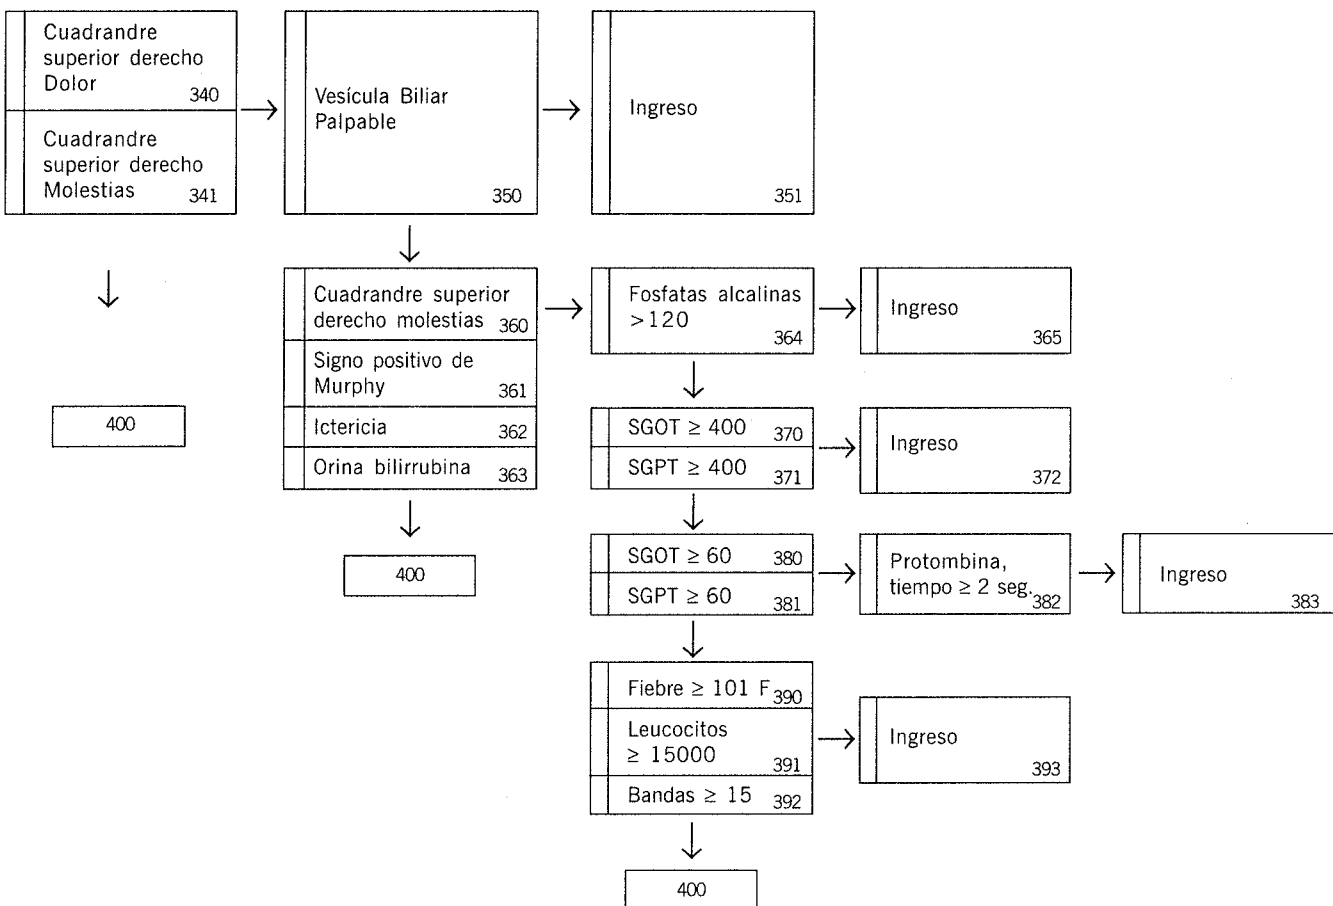 Cuadrandre
superior derecho
Dolor
340
Cuadrandre
superior derecho
Molestias
341
Vesícula Biliar
Palpable
350
Ingreso
351
400
Cuadrandre superior
derecho molestias
360
Signo positivo de
Murphy
361
Ictericia
362
Orina bilirrubina
363
400
Fosfatas alcalinas
>120
364
Ingreso
365
SGOT ≥ 400
370
SGPT ≥ 400
371
Ingreso
372
SGOT ≥ 60
380
SGPT ≥ 60
381
Protombina,
tiempo ≥ 2 seg.
382
Ingreso
383
Fiebre ≥ 101 F
390
Leucocitos
≥ 15000
391
Bandas ≥ 15
392
Ingreso
393
400